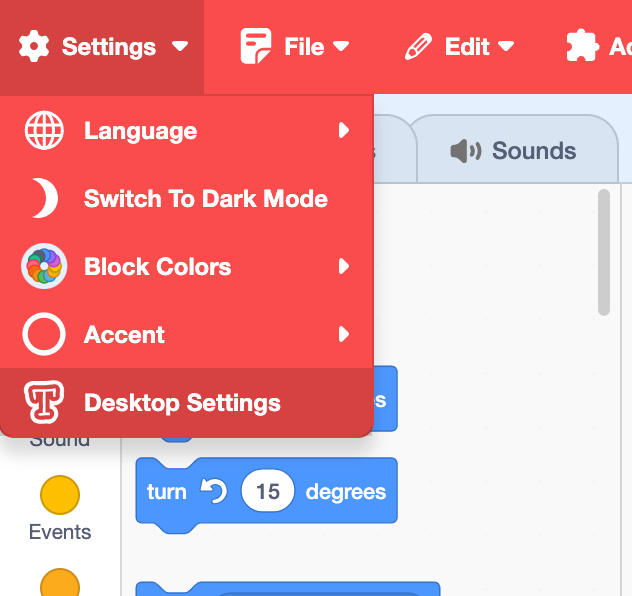 Settings File Edit
Language
Sounds
Switch To Dark Mode
Block Colors
Accent
Desktop Settings
Sound
turn 15 degrees
Events